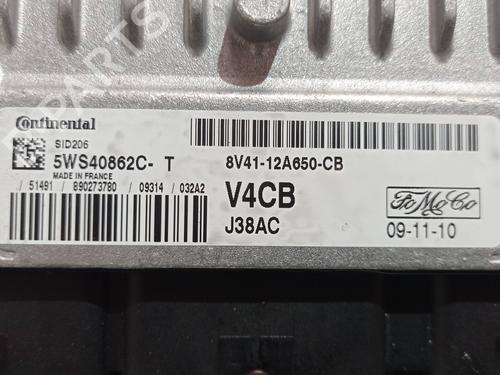 Continental
SID206
5WS40862C- T
MADE IN FRANCE
/ 51491 / 890273780 / 09314 / 032A2
8V41-12A650-CB
V4CB
J38AC
FoMoCo
09-11-10
PARTS